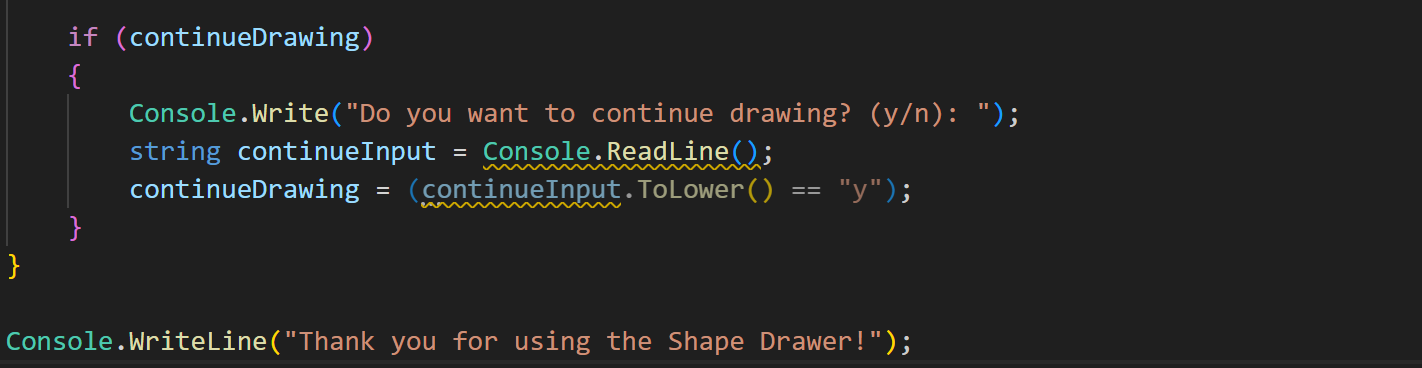 if (continueDrawing)
{
Console.Write("Do you want to continue drawing? (y/n): ");
string continueInput = Console.ReadLine();
continueDrawing = (continueInput.ToLower() == "y");
}
}
Console.WriteLine("Thank you for using the Shape Drawer!");